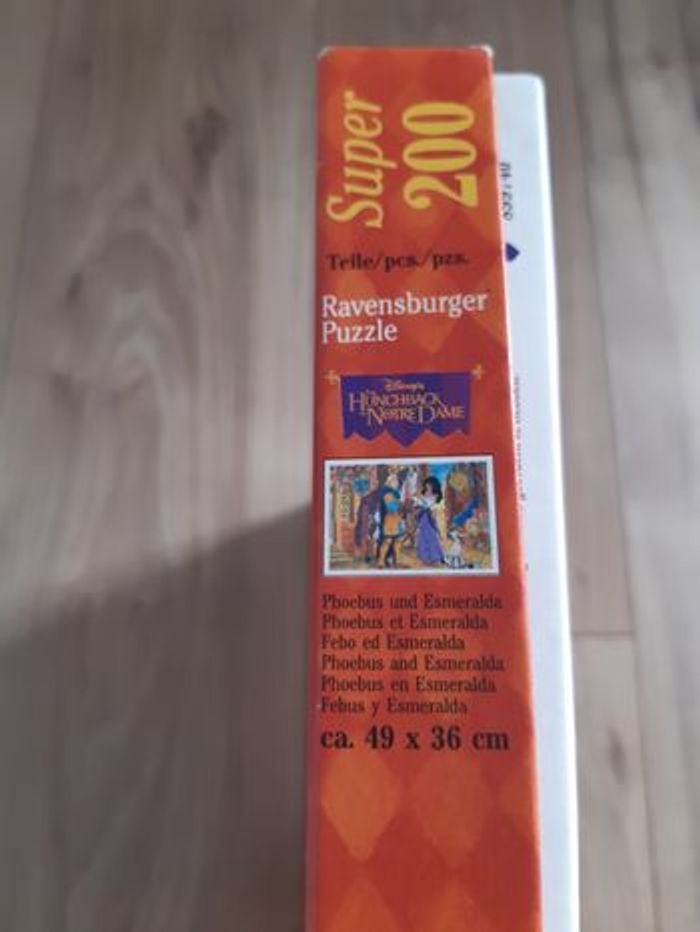 Super
200
Teile/pcs./pzs.
Ravensburger
Puzzle
Disney's
THE HUNCHBACK
OF NOTRE DAME
Phoebus und Esmeralda
Phoebus et Esmeralda
Febo ed Esmeralda
Phoebus and Esmeralda
Phoebus en Esmeralda
Febus y Esmeralda
ca. 49 x 36 cm